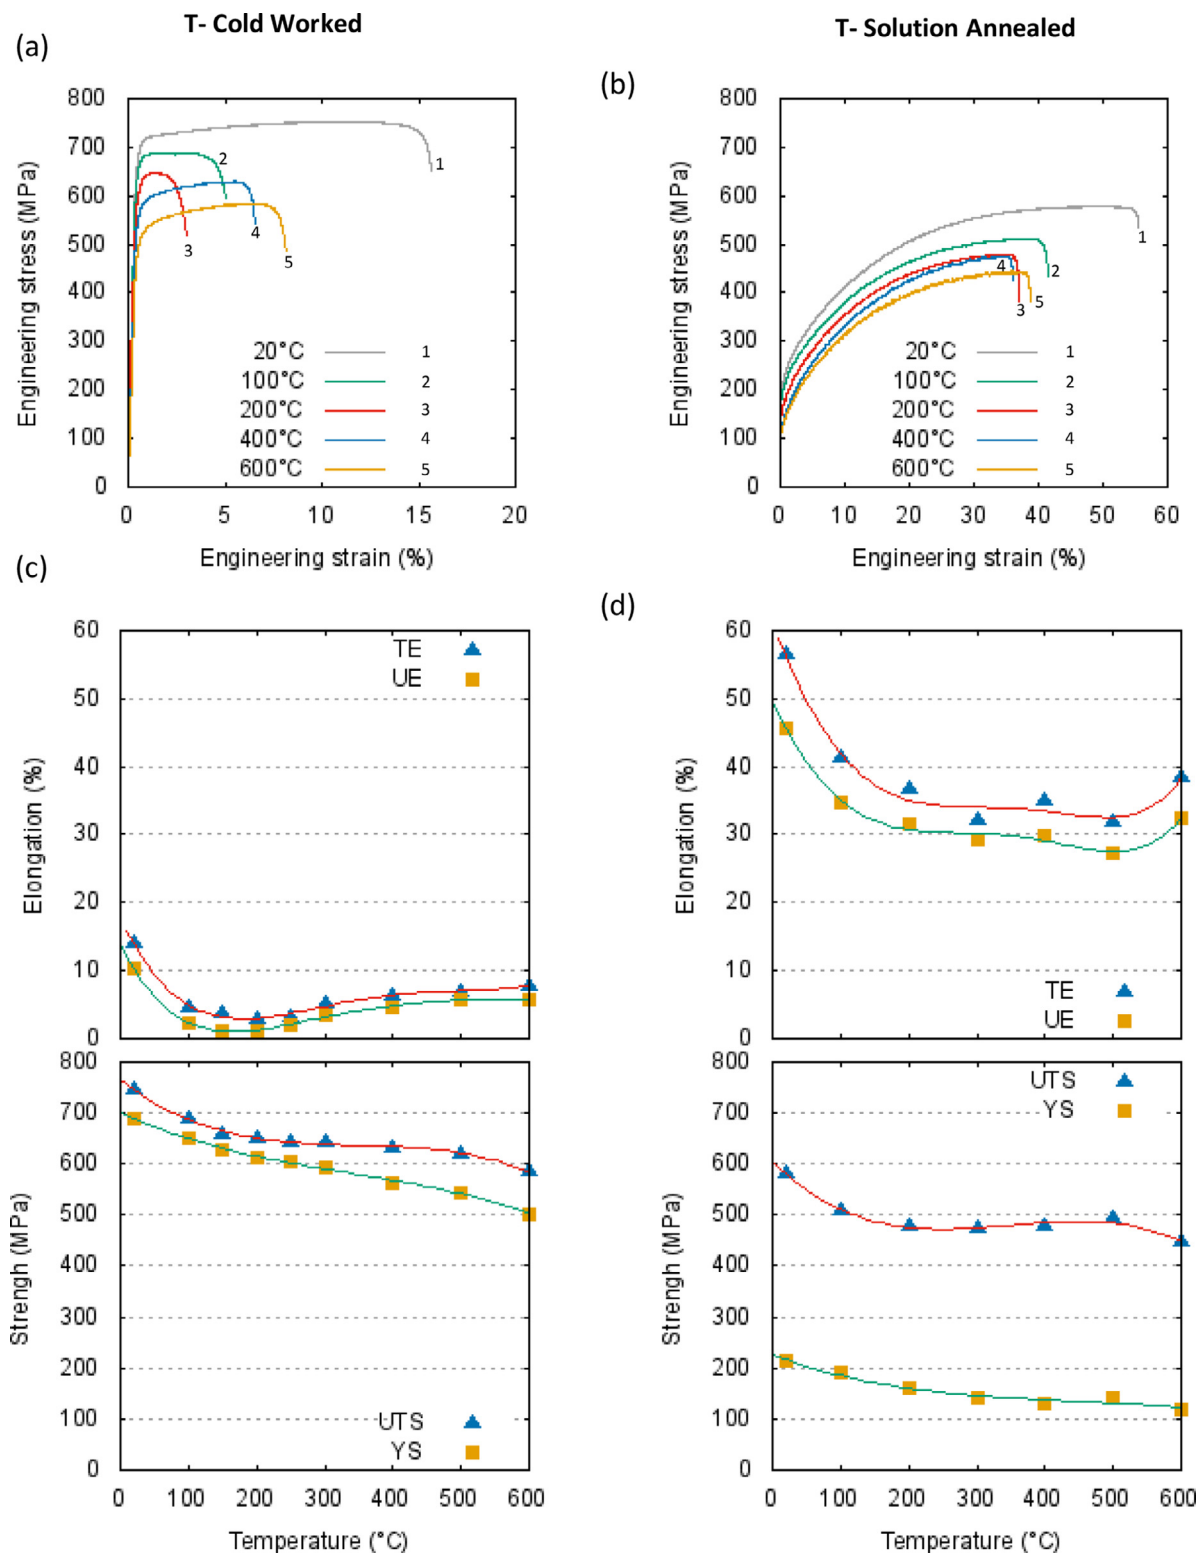 T- Cold Worked
T- Solution Annealed
(a)
(b)
800
700
600
500
400
300
200
100
0
Engineering stress (MPa)
1
2
3
4
5
20°C 1
100°C 2
200°C 3
400°C 4
600°C 5
0 5 10 15 20
Engineering strain (%)
800
700
600
500
400
300
200
100
0
Engineering stress (MPa)
1
2
4
3
5
20°C 1
100°C 2
200°C 3
400°C 4
600°C 5
0 10 20 30 40 50 60
Engineering strain (%)
(c)
(d)
60
50
40
30
20
10
0
Elongation (%)
TE
UE
800
700
600
500
400
300
200
100
0
Strengh (MPa)
UTS
YS
0 100 200 300 400 500 600
Temperature (°C)
60
50
40
30
20
10
0
Elongation (%)
TE
UE
800
700
600
500
400
300
200
100
0
Strengh (MPa)
UTS
YS
0 100 200 300 400 500 600
Temperature (°C)